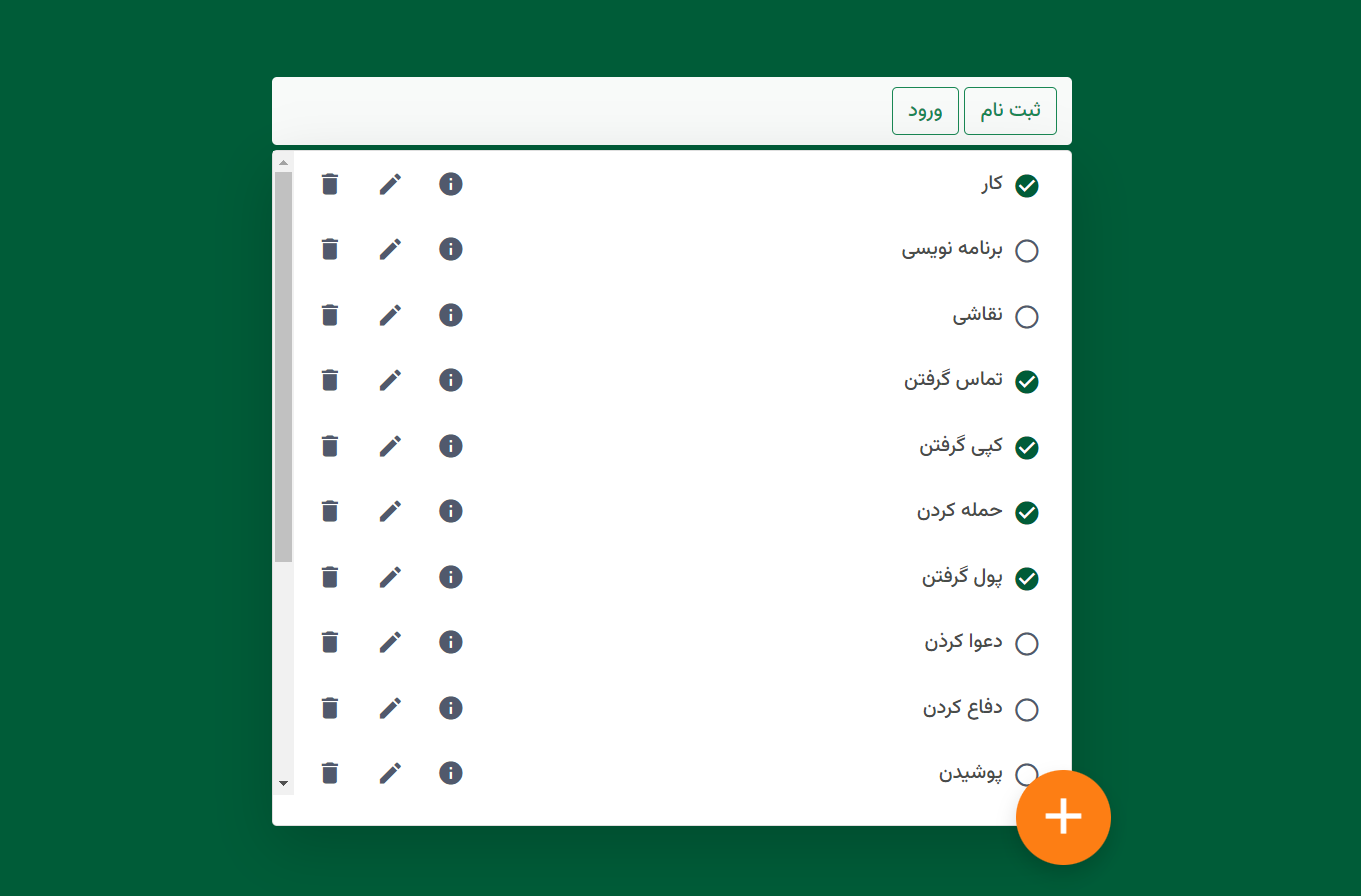 ثبت نام ورود
کار
برنامه نویسی
نقاشی
تماس گرفتن
کپی گرفتن
حمله کردن
پول گرفتن
دعوا کرذن
دفاع کردن
پوشیدن